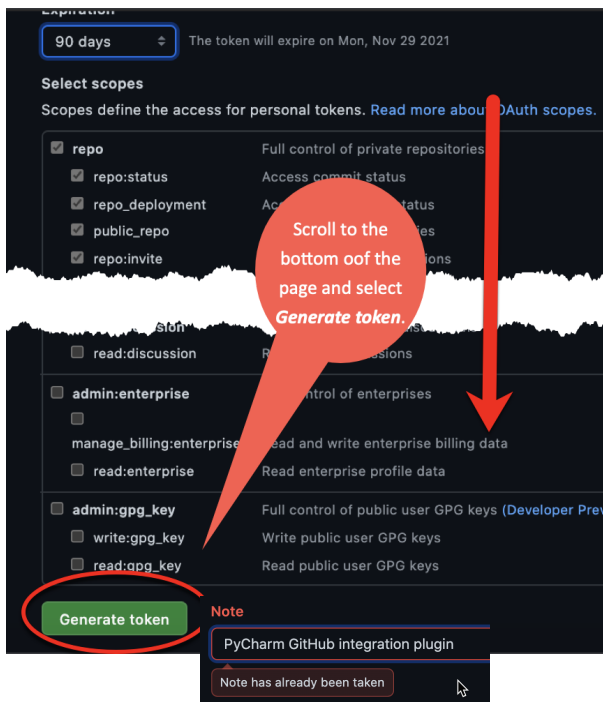 Expiration
90 days
The token will expire on Mon, Nov 29 2021
Select scopes
Scopes define the access for personal tokens. Read more about OAuth scopes.
repo Full control of private repositories
repo:status Access commit status
repo_deployment
public_repo
repo:invite
Scroll to the
bottom oof the
page and select
Generate token.
read:discussion
admin:enterprise control of enterprises
manage_billing:enterprise Read and write enterprise billing data
read:enterprise Read enterprise profile data
admin:gpg_key Full control of public user GPG keys (Developer Prev
write:gpg_key Write public user GPG keys
read:gpg_key Read public user GPG keys
Generate token
Note
PyCharm GitHub integration plugin
Note has already been taken